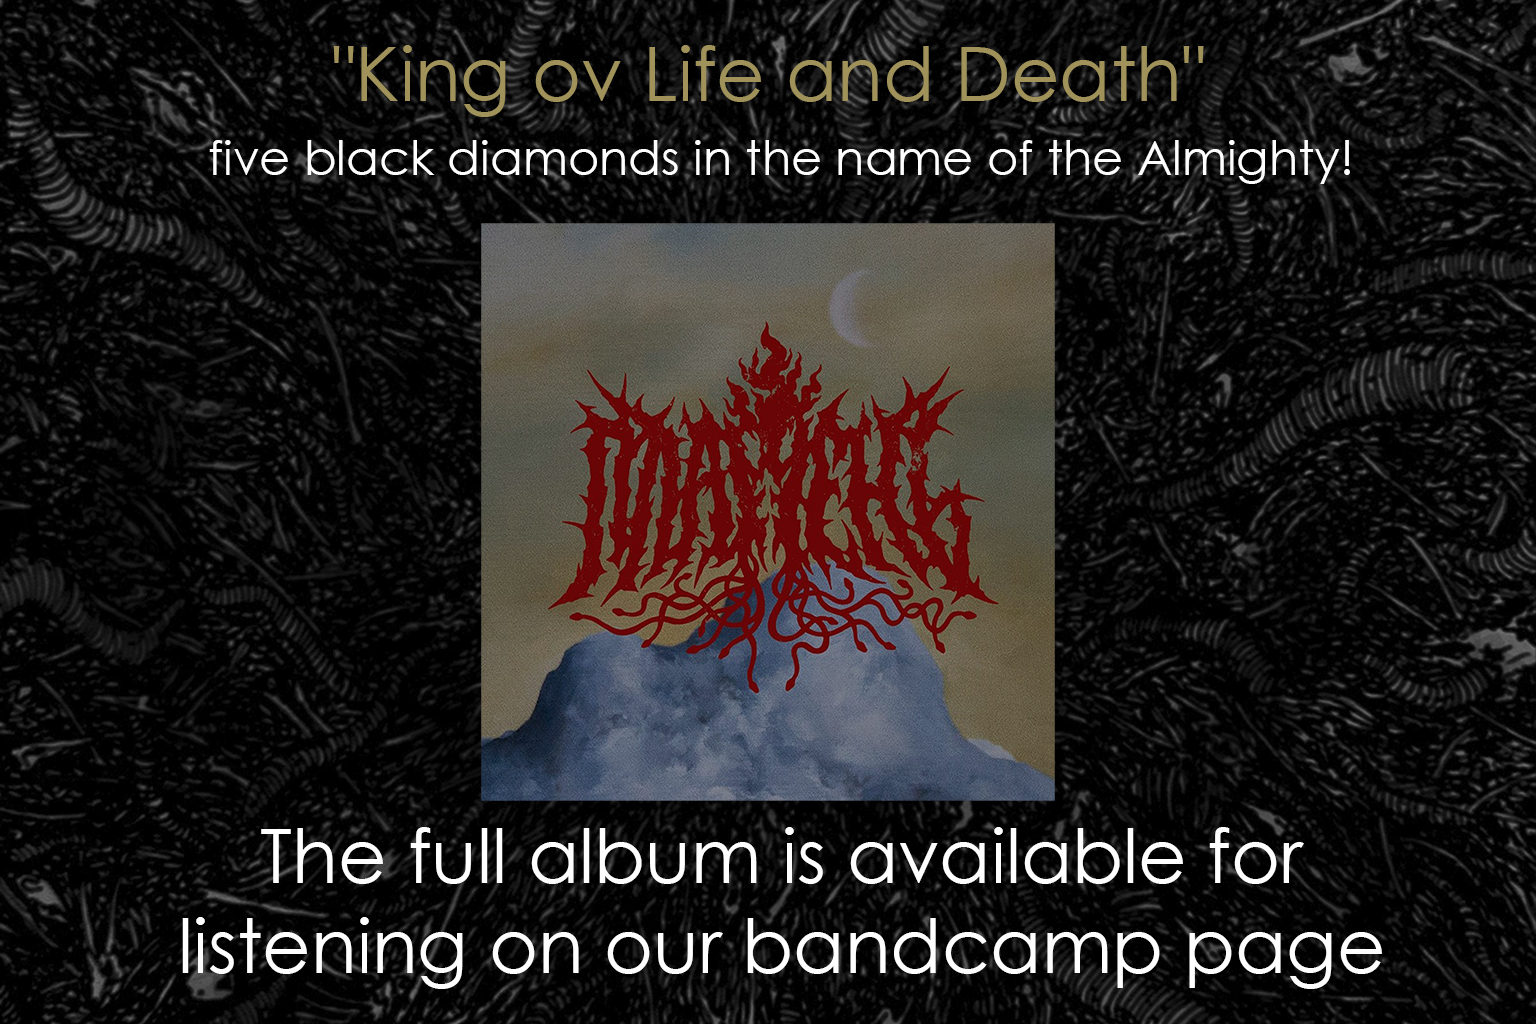 "King ov Life and Death"
five black diamonds in the name of the Almighty!
The full album is available for
listening on our bandcamp page